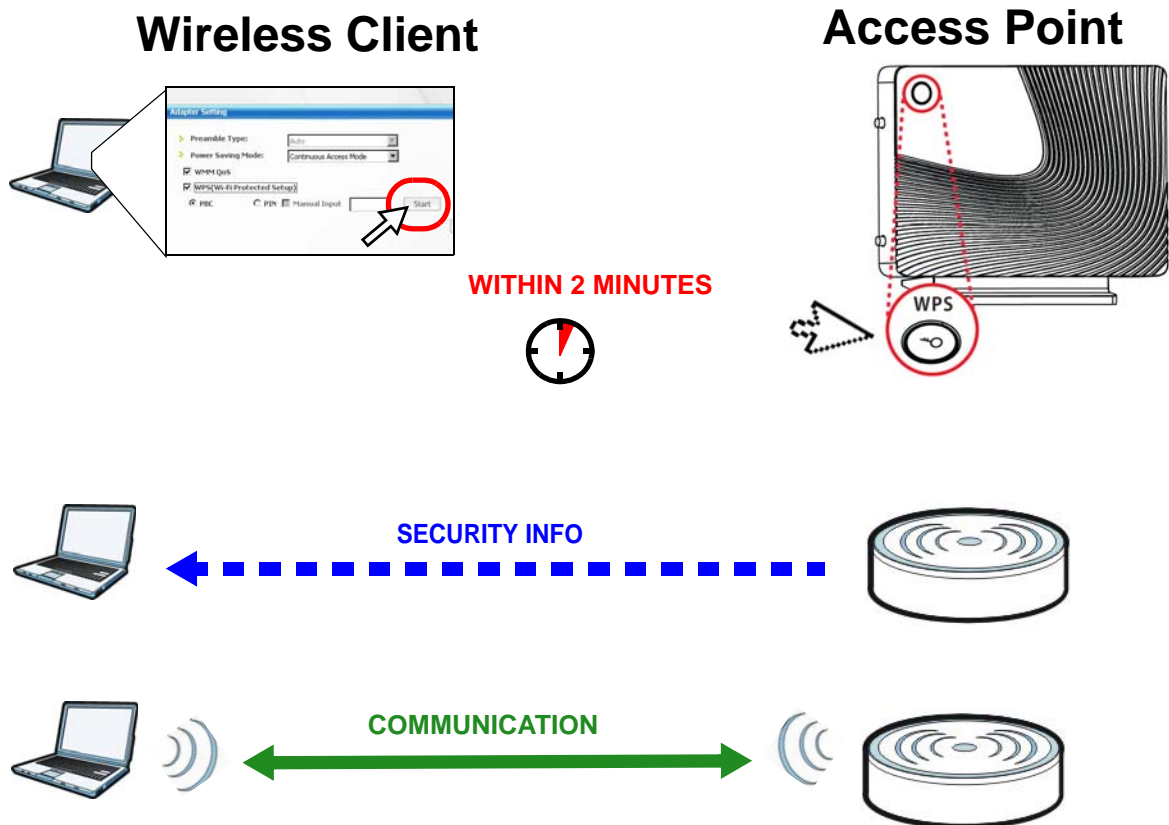 Wireless Client
Access Point
Adapter Setting
Preamble Type: Auto
Power Saving Mode: Continuous Access Mode
WMM QoS
WPS(Wi-Fi Protected Setup)
PBC PIN Manual Input Start
WITHIN 2 MINUTES
WPS
SECURITY INFO
COMMUNICATION